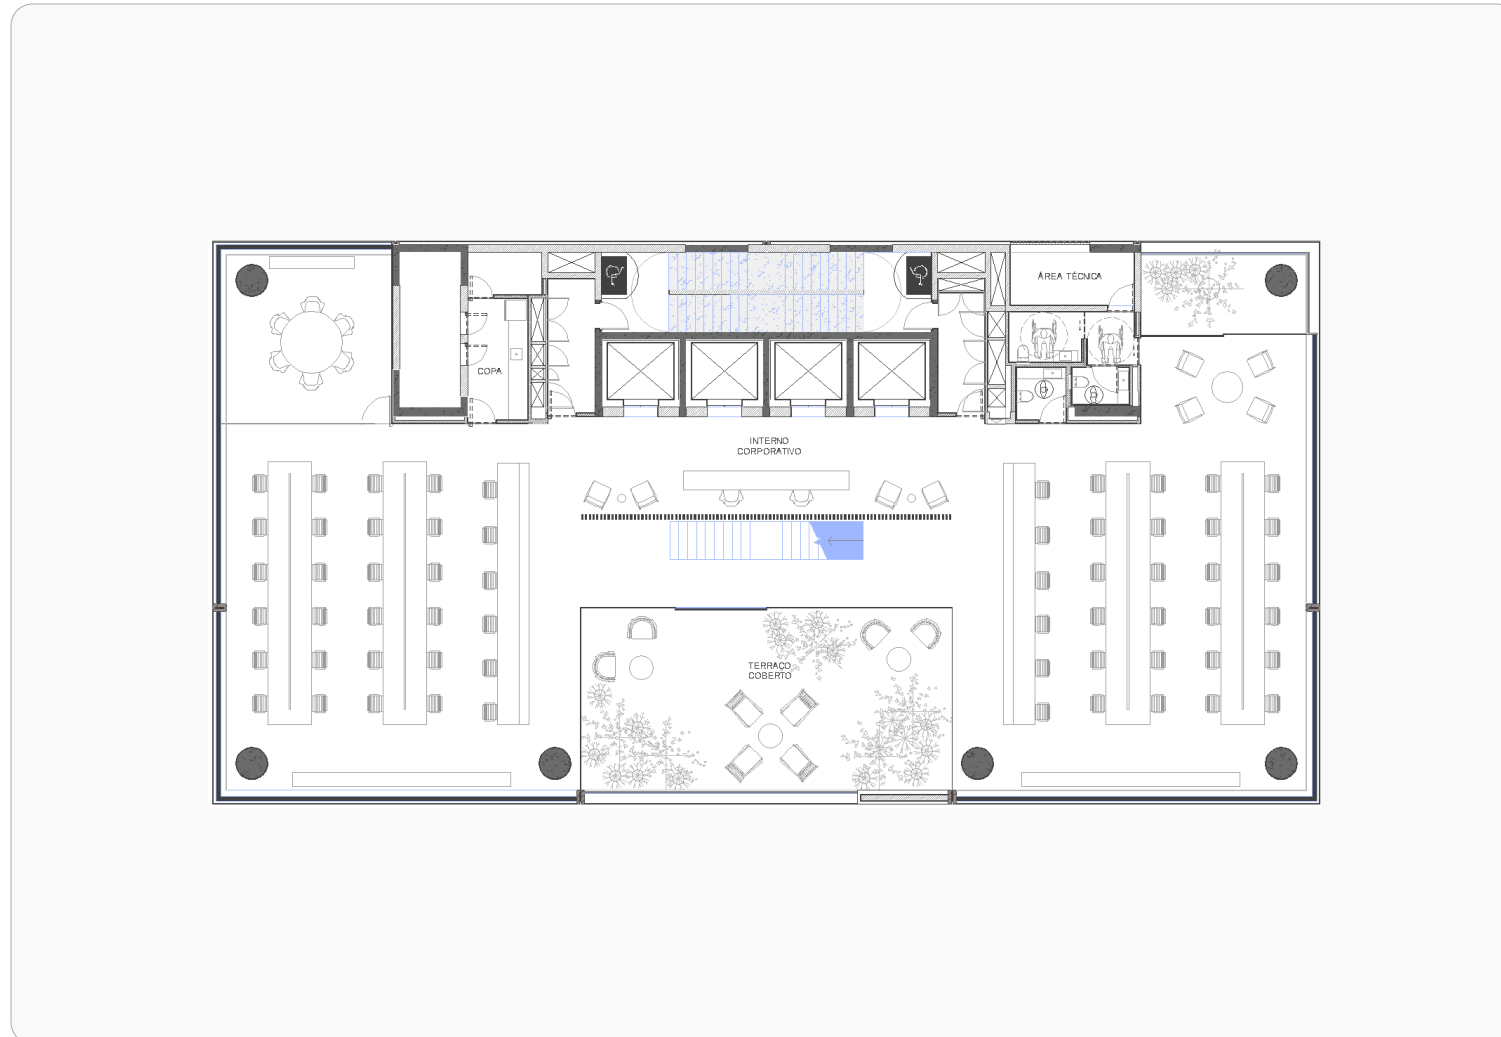 ÁREA TÉCNICA
COPA
INTERNO
CORPORATIVO
TERRAÇO
COBERTO